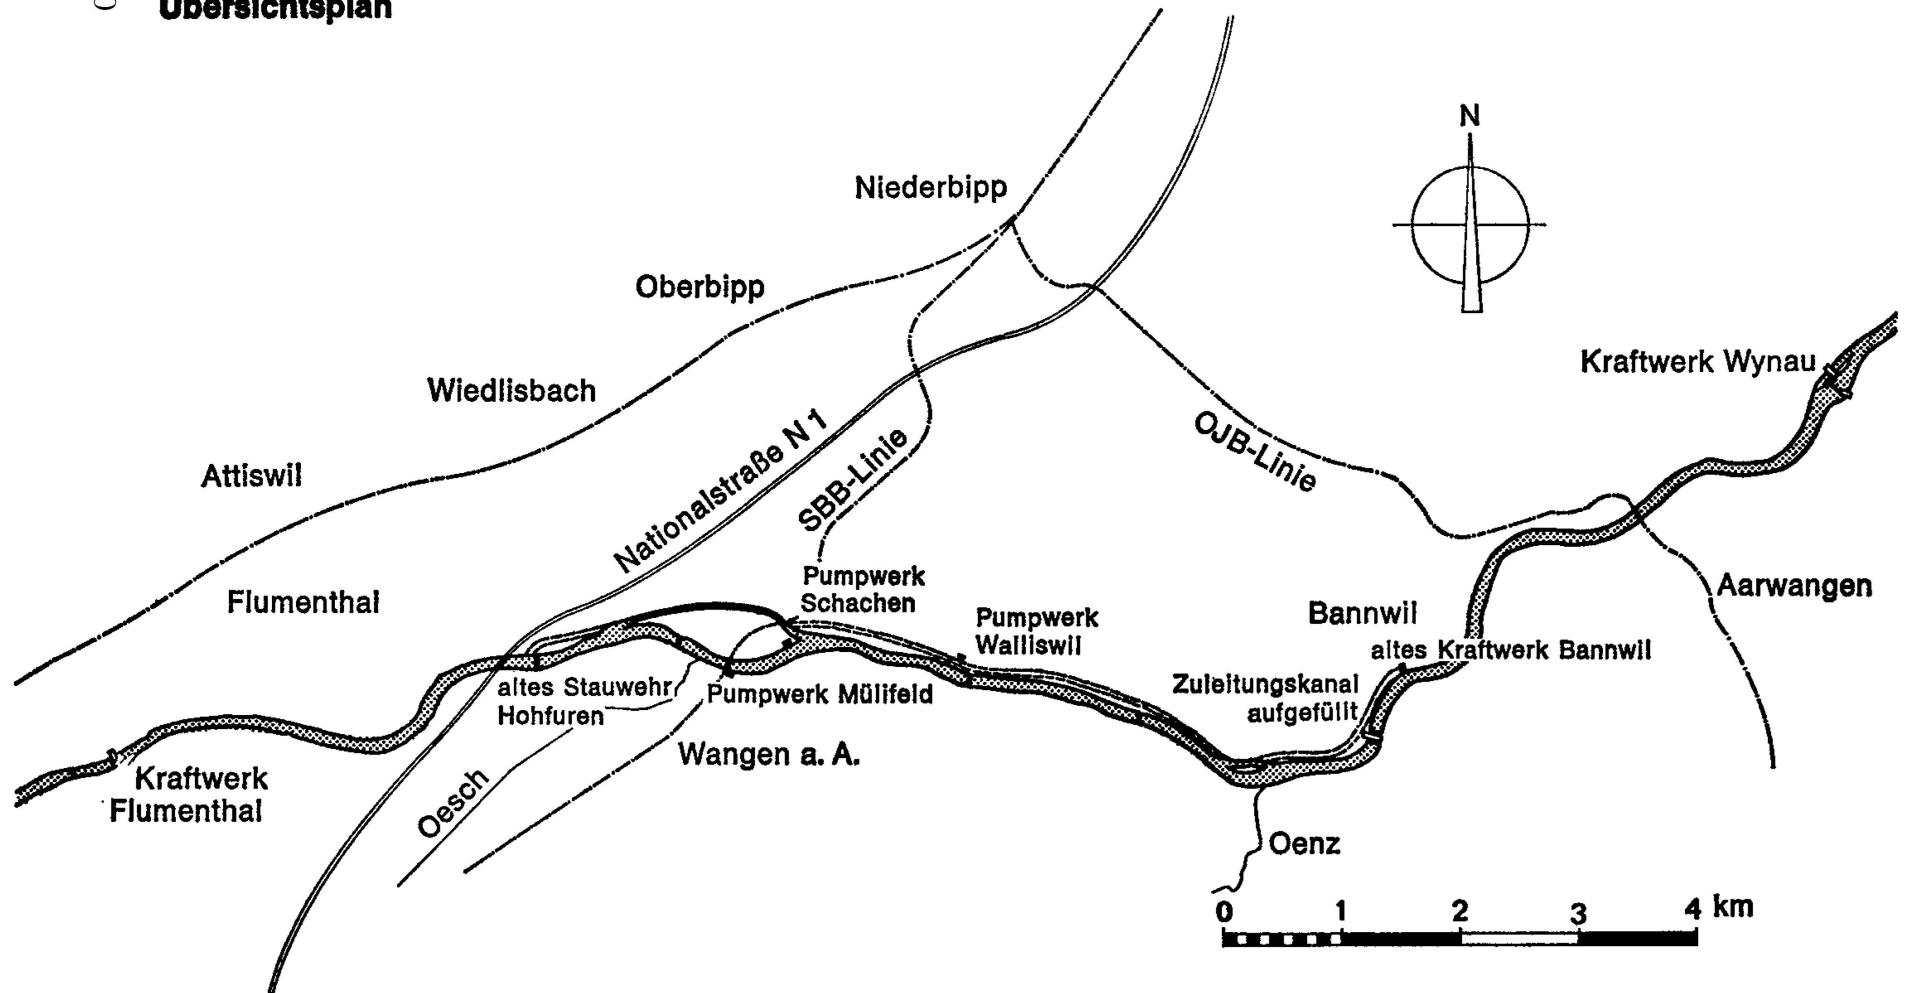 Übersichtsplan
N
Niederbipp
Oberbipp
Kraftwerk Wynau
Wiedlisbach
Nationalstraße N 1
SBB-Linie
OJB-Linie
Attiswil
Flumenthal
Pumpwerk
Schachen
Pumpwerk
Walliswil
Bannwil
Aarwangen
altes Kraftwerk Bannwil
altes Stauwehr
Hohfuren
Pumpwerk Mülifeld
Zuleitungskanal
aufgefüllt
Wangen a. A.
Kraftwerk
Flumenthal
Oesch
Oenz
0 1 2 3 4 km